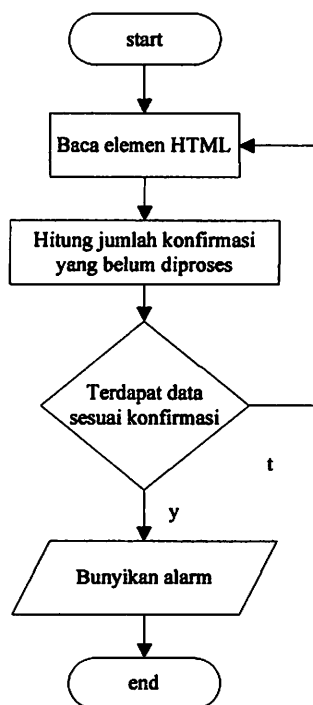 start
Baca elemen HTML
Hitung jumlah konfirmasi
yang belum diproses
Terdapat data
sesuai konfirmasi
t
y
Bunyikan alarm
end